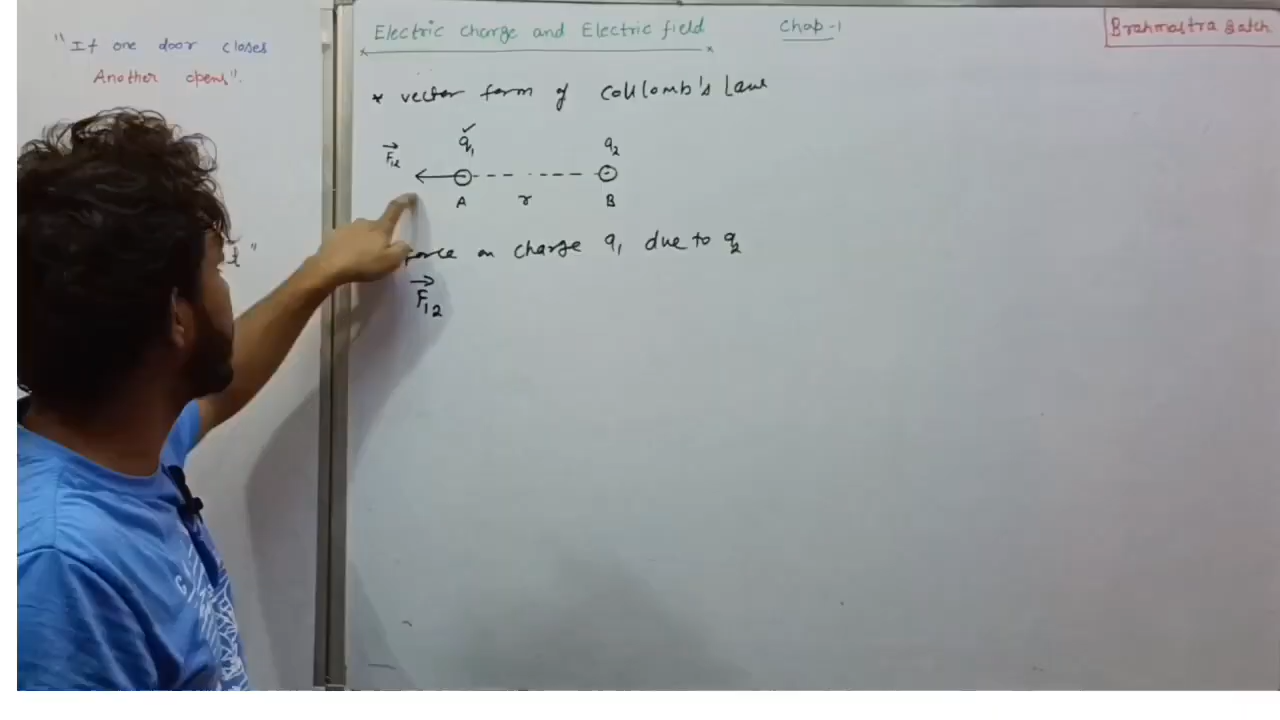 "If one door closes
Another opens".
Electric charge and Electric field Chap-1
Brahmastra Batch
* vector form of Coulomb's Law
F12 q1 ✓ q2
A r B
force on charge q1 due to q2
F12